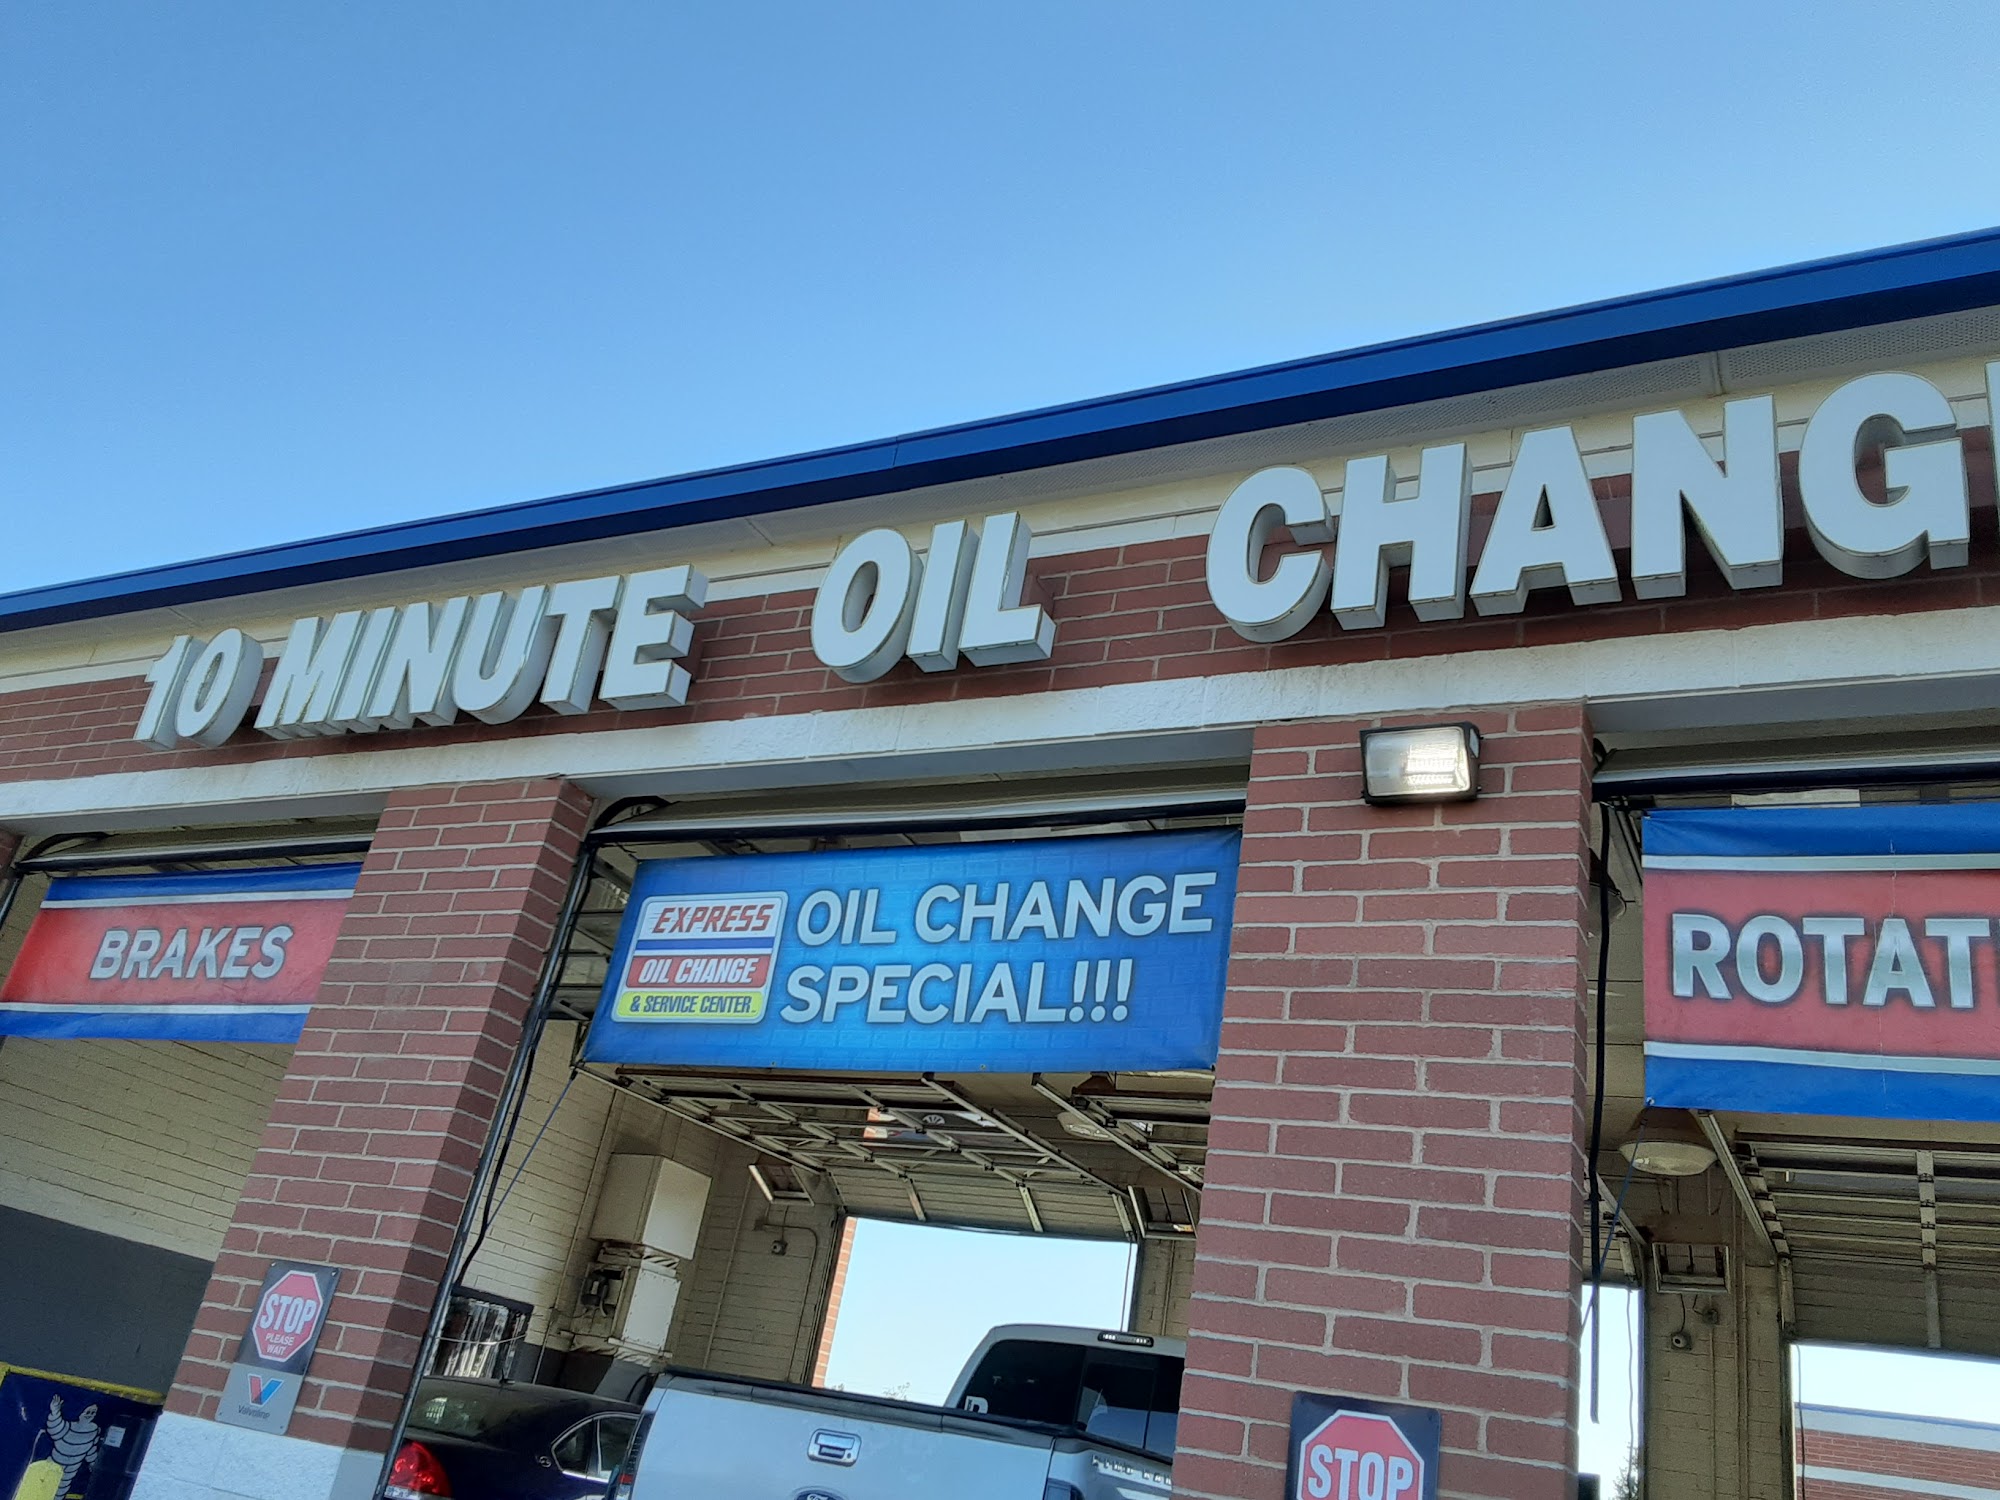 10 MINUTE OIL CHANG
BRAKES
EXPRESS
OIL CHANGE
& SERVICE CENTER
OIL CHANGE
SPECIAL!!!
ROTAT
STOP
PLEASE
WAIT
Valvoline
STOP